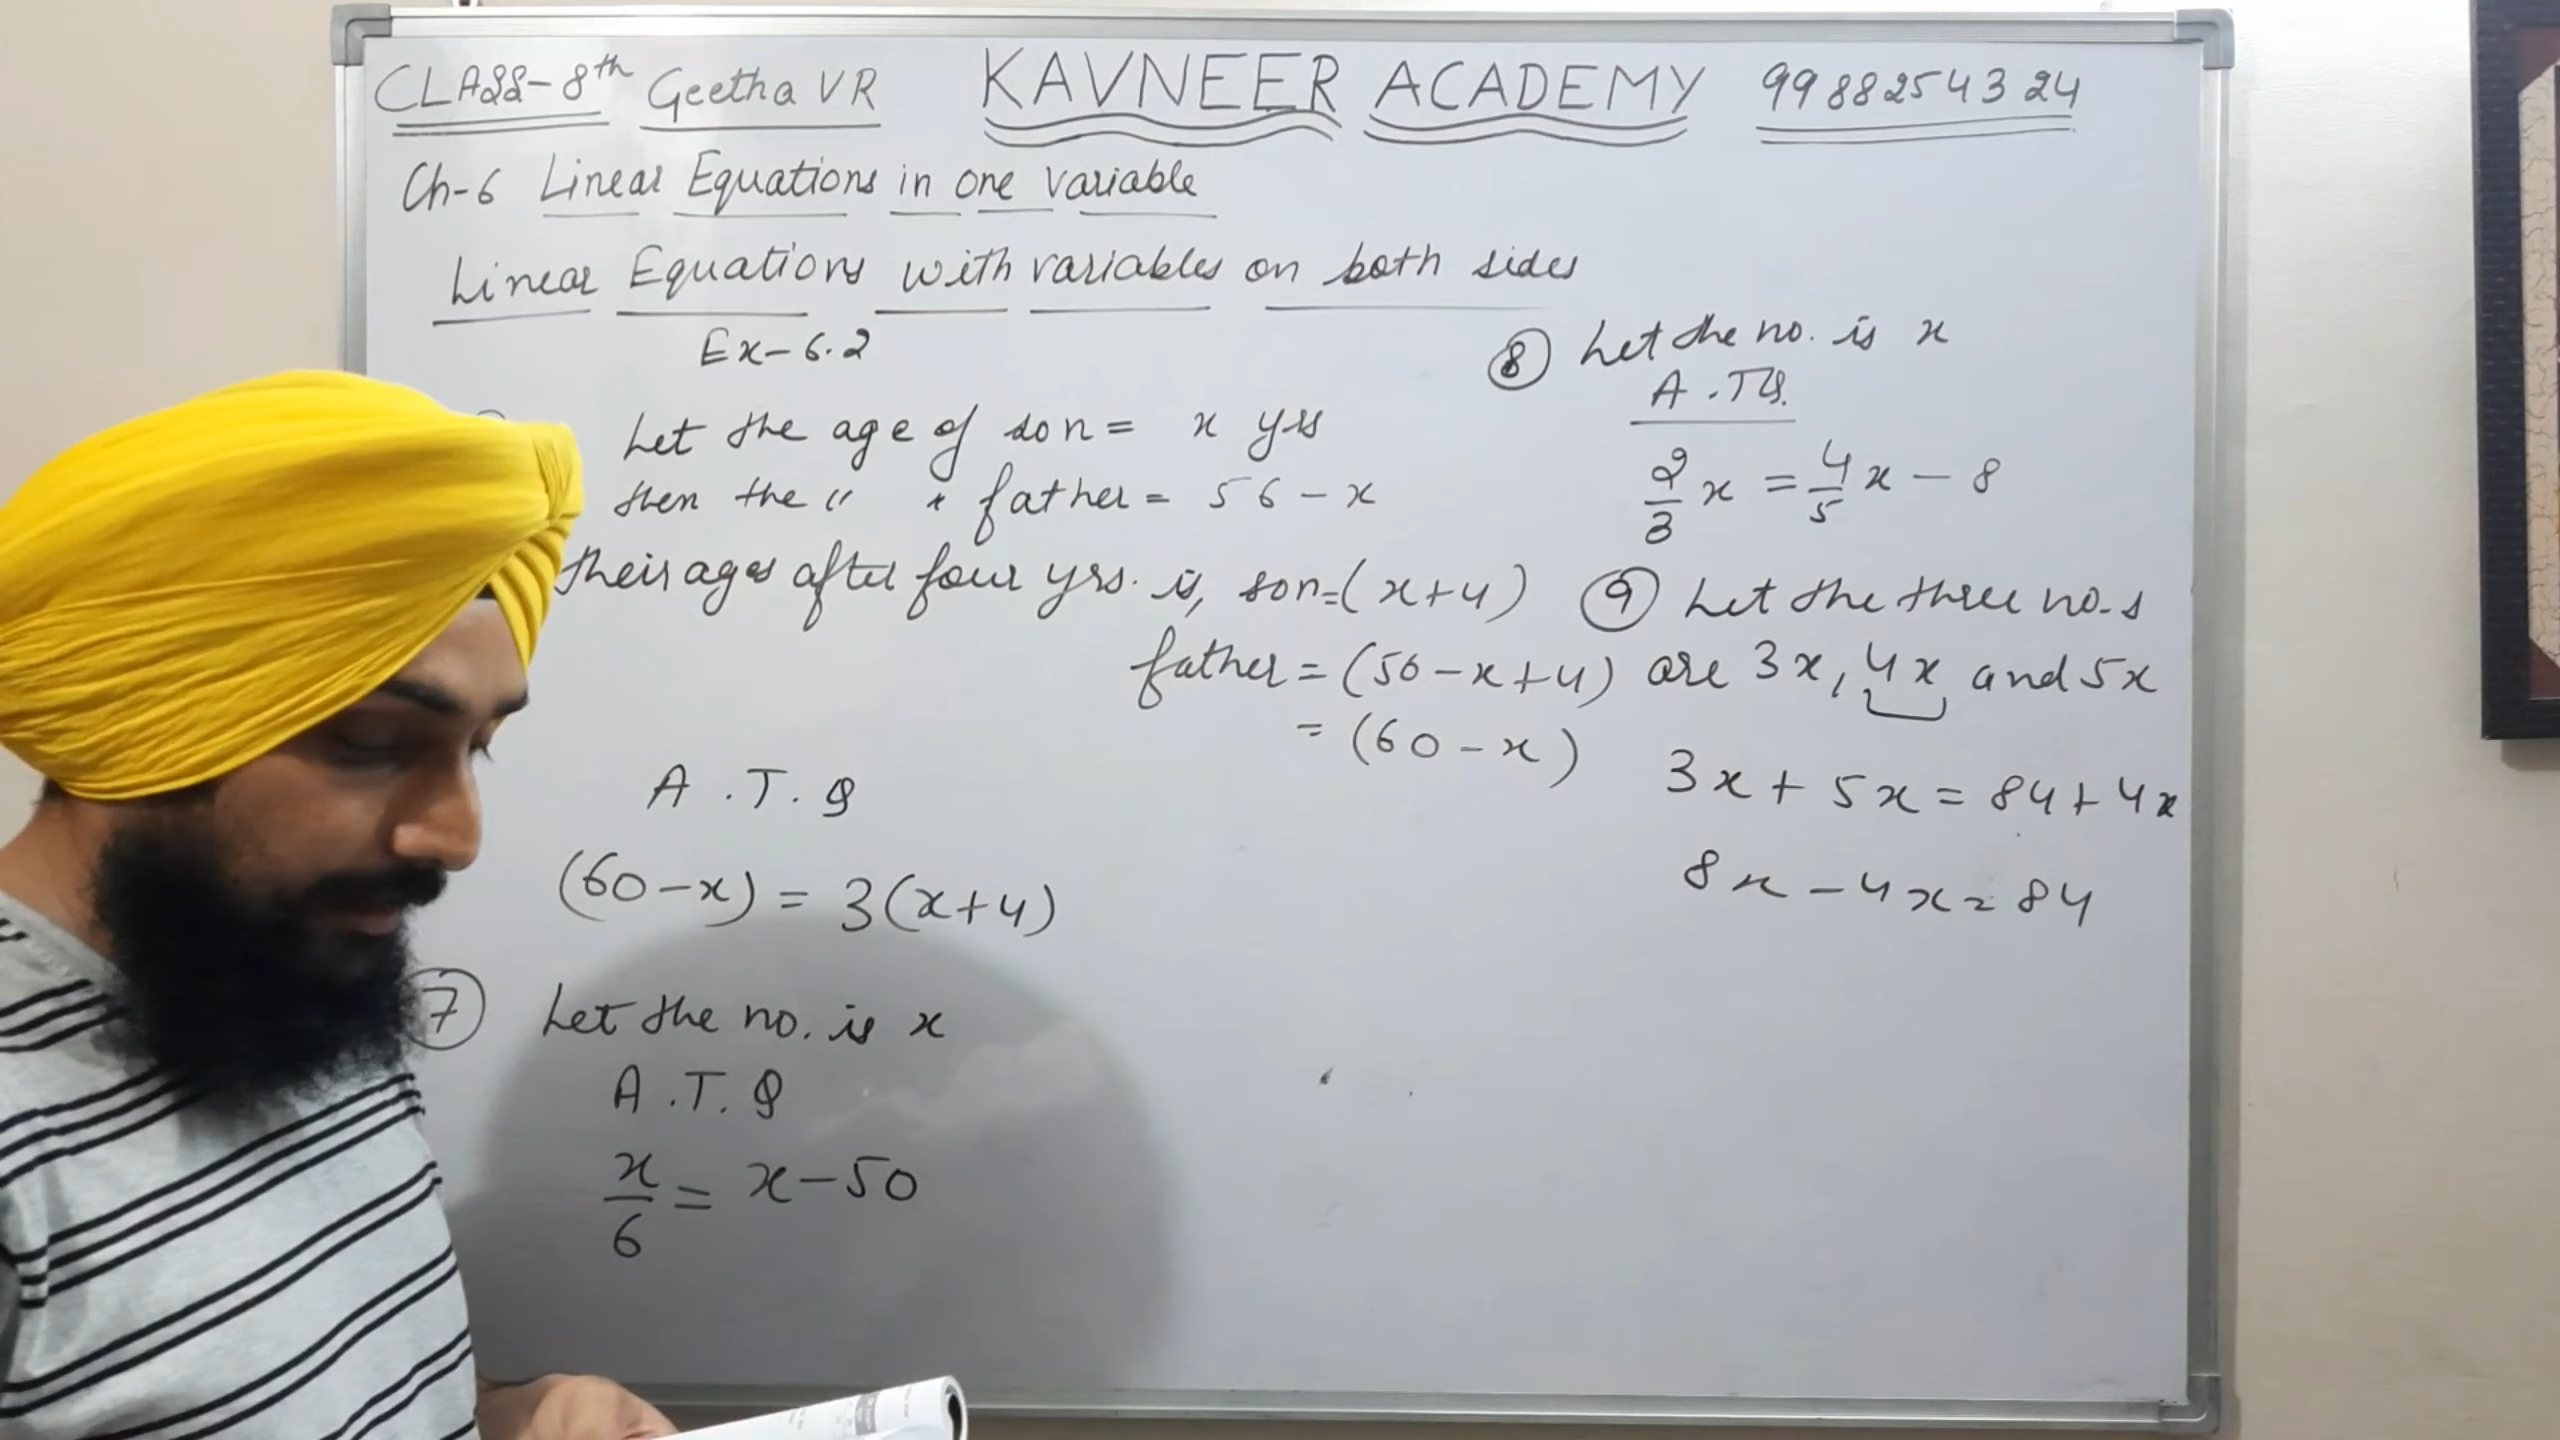 CLASS-8th Geetha VR KAVNEER ACADEMY 9988254324
Ch-6 Linear Equations in one variable
Linear Equations with variables on both sides
Ex-6.2
Let the age of son = x yrs
then the " " father = 56 - x
their ages after four yrs. is, son = (x+4)
father = (56 - x + 4)
= (60 - x)
A.T.Q
(60 - x) = 3(x+4)
7 Let the no. is x
A.T.Q
x/6 = x - 50
8 Let the no. is x
A.T.Q.
2/3 x = 4/5 x - 8
9 Let the three no.s
are 3x, 4x and 5x
3x + 5x = 84 + 4x
8x - 4x = 84